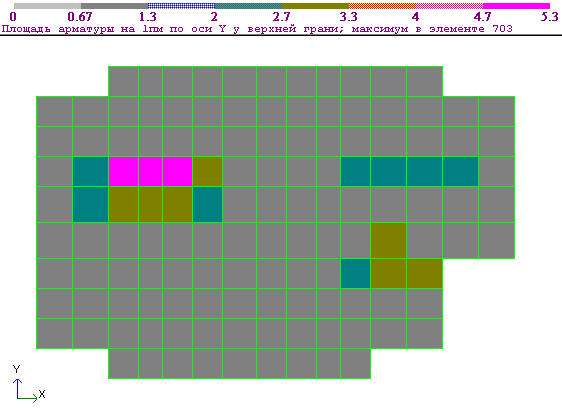 0 0.67 1.3 2 2.7 3.3 4 4.7 5.3
Площадь арматуры на 1пм по оси Y у верхней грани; максимум в элементе 703
Y
X